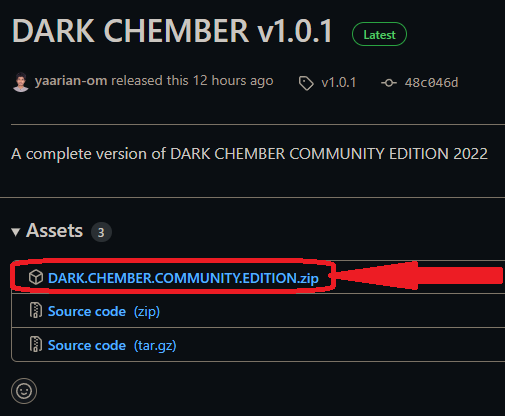 DARK CHEMBER v1.0.1 Latest
yaarian-om released this 12 hours ago v1.0.1 48c046d
A complete version of DARK CHEMBER COMMUNITY EDITION 2022
Assets 3
DARK.CHEMBER.COMMUNITY.EDITION.zip
Source code (zip)
Source code (tar.gz)